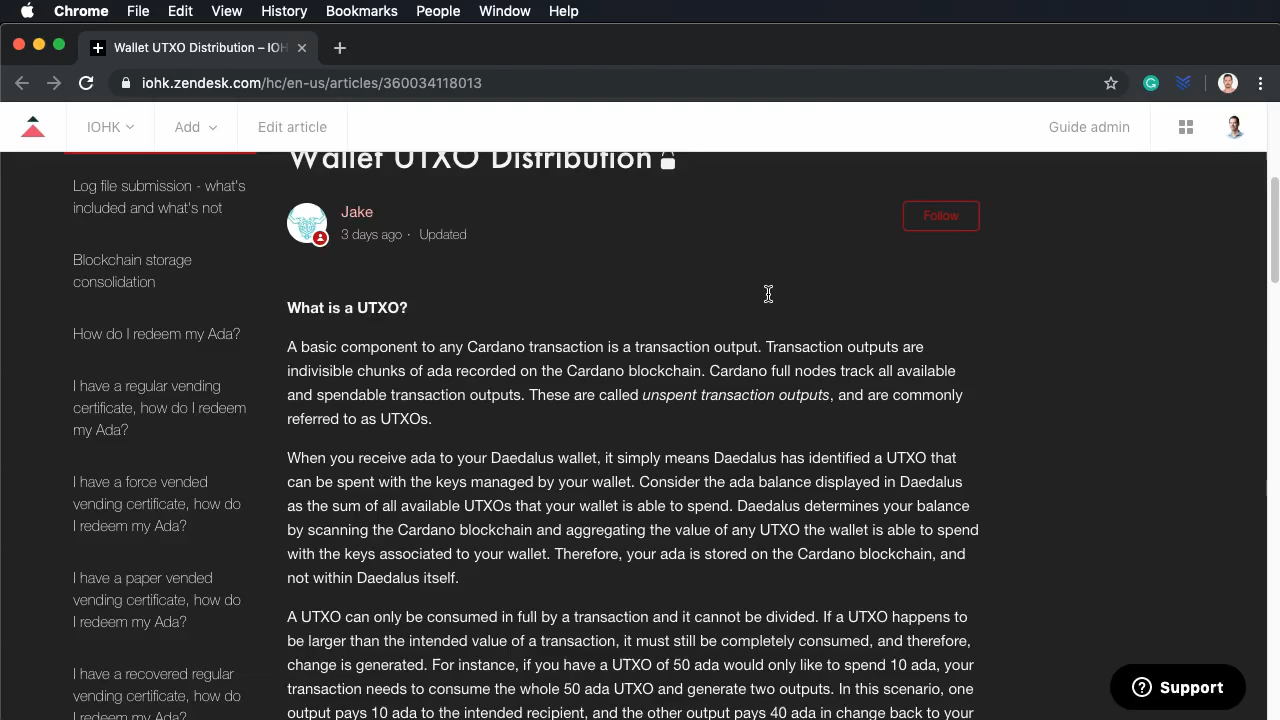 Chrome File Edit View History Bookmarks People Window Help
Wallet UTXO Distribution – IOH
iohk.zendesk.com/hc/en-us/articles/360034118013
IOHK Add Edit article Guide admin
Wallet UTXO Distribution
Log file submission - what's
included and what's not
Blockchain storage
consolidation
How do I redeem my Ada?
I have a regular vending
certificate, how do I redeem
my Ada?
I have a force vended
vending certificate, how do
I redeem my Ada?
I have a paper vended
vending certificate, how do
I redeem my Ada?
I have a recovered regular
vending certificate, how do
I redeem my Ada?
Jake
3 days ago · Updated
Follow
What is a UTXO?
A basic component to any Cardano transaction is a transaction output. Transaction outputs are
indivisible chunks of ada recorded on the Cardano blockchain. Cardano full nodes track all available
and spendable transaction outputs. These are called unspent transaction outputs, and are commonly
referred to as UTXOs.
When you receive ada to your Daedalus wallet, it simply means Daedalus has identified a UTXO that
can be spent with the keys managed by your wallet. Consider the ada balance displayed in Daedalus
as the sum of all available UTXOs that your wallet is able to spend. Daedalus determines your balance
by scanning the Cardano blockchain and aggregating the value of any UTXO the wallet is able to spend
with the keys associated to your wallet. Therefore, your ada is stored on the Cardano blockchain, and
not within Daedalus itself.
A UTXO can only be consumed in full by a transaction and it cannot be divided. If a UTXO happens to
be larger than the intended value of a transaction, it must still be completely consumed, and therefore,
change is generated. For instance, if you have a UTXO of 50 ada would only like to spend 10 ada, your
transaction needs to consume the whole 50 ada UTXO and generate two outputs. In this scenario, one
output pays 10 ada to the intended recipient, and the other output pays 40 ada in change back to your
Support